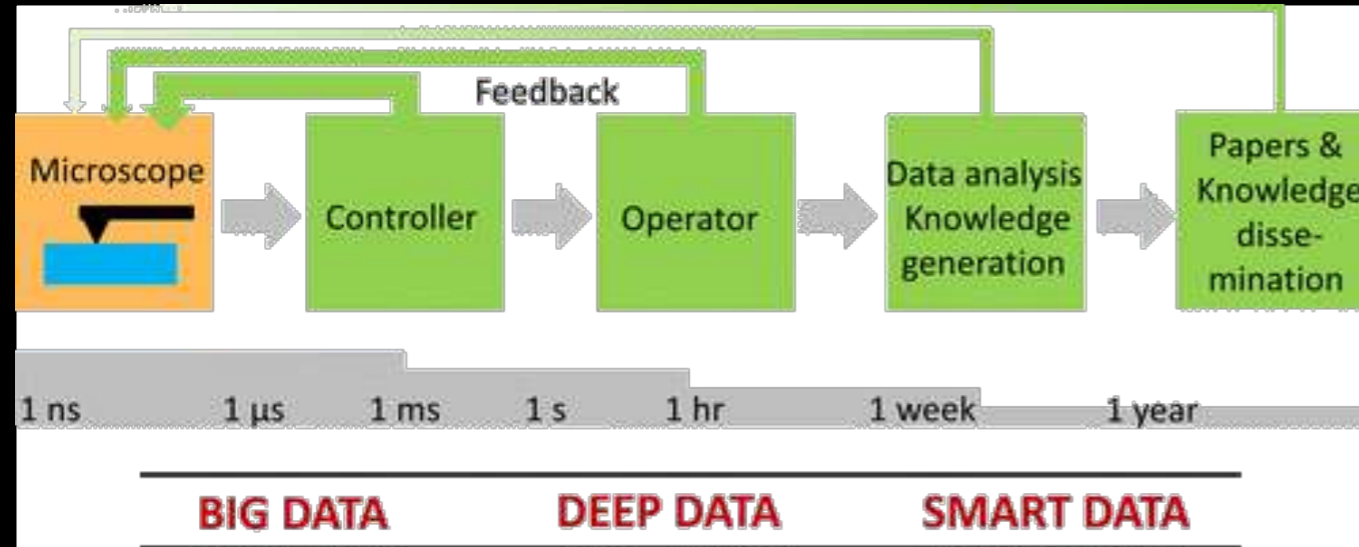 Feedback
Microscope
Controller
Operator
Data analysis
Knowledge
generation
Papers &
Knowledge
disse-
mination
1 ns 1 µs 1 ms 1 s 1 hr 1 week 1 year
BIG DATA DEEP DATA SMART DATA